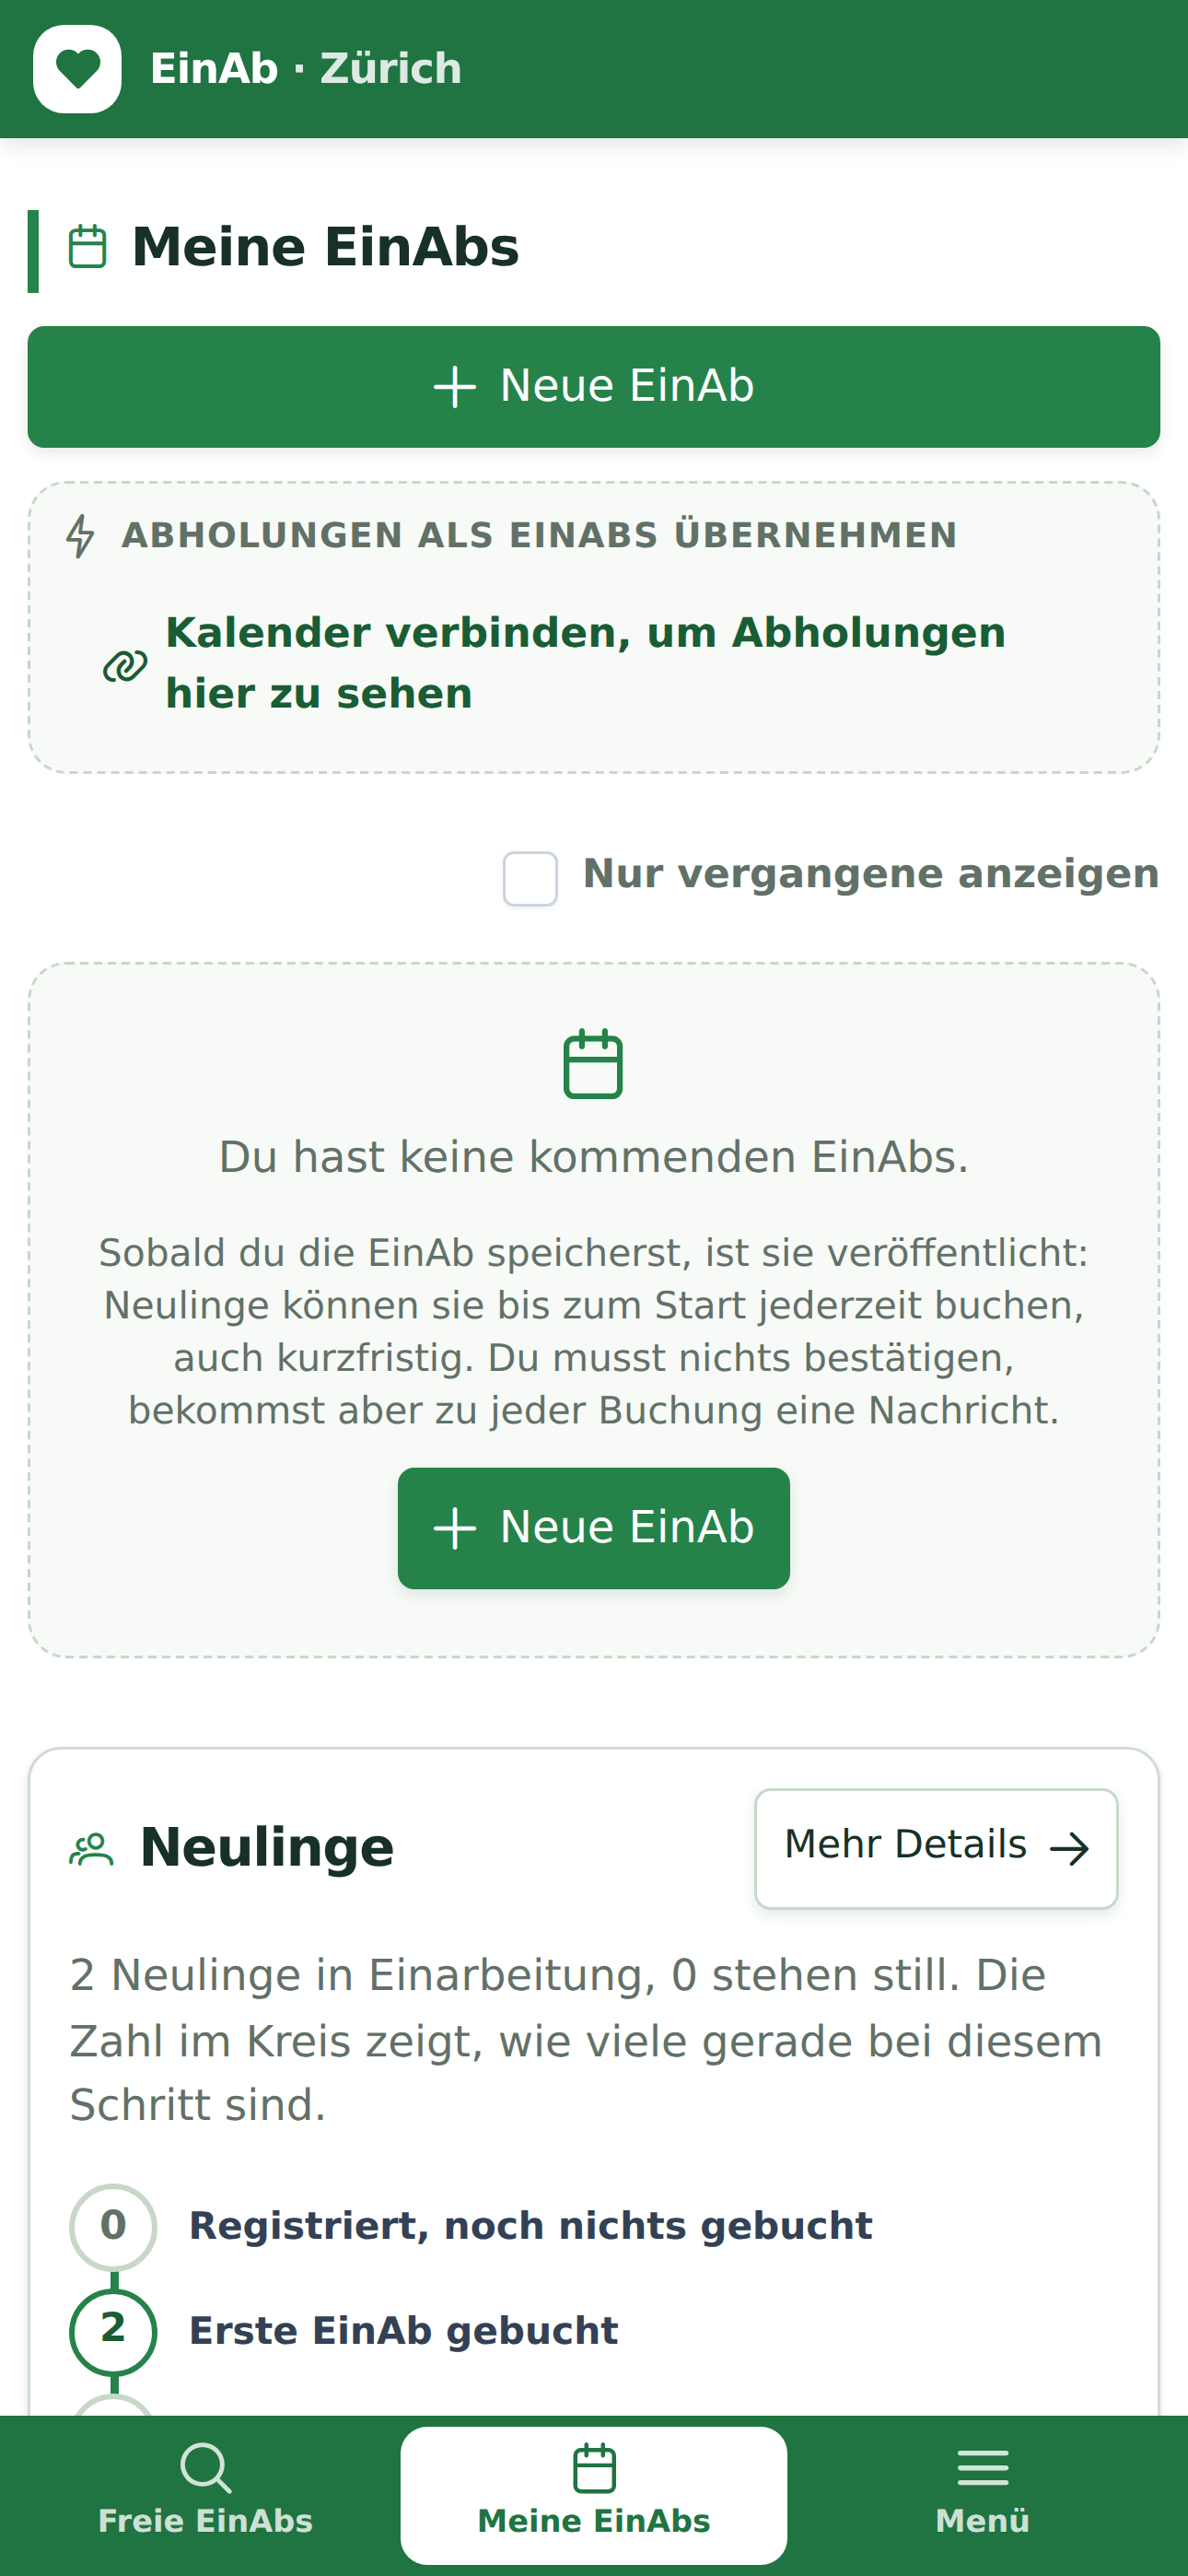 EinAb · Zürich
Meine EinAbs
Neue EinAb
ABHOLUNGEN ALS EINABS ÜBERNEHMEN
Kalender verbinden, um Abholungen
hier zu sehen
Nur vergangene anzeigen
Du hast keine kommenden EinAbs.
Sobald du die EinAb speicherst, ist sie veröffentlicht:
Neulinge können sie bis zum Start jederzeit buchen,
auch kurzfristig. Du musst nichts bestätigen,
bekommst aber zu jeder Buchung eine Nachricht.
Neue EinAb
Neulinge
Mehr Details
2 Neulinge in Einarbeitung, 0 stehen still. Die
Zahl im Kreis zeigt, wie viele gerade bei diesem
Schritt sind.
0 Registriert, noch nichts gebucht
2 Erste EinAb gebucht
Freie EinAbs
Meine EinAbs
Menü